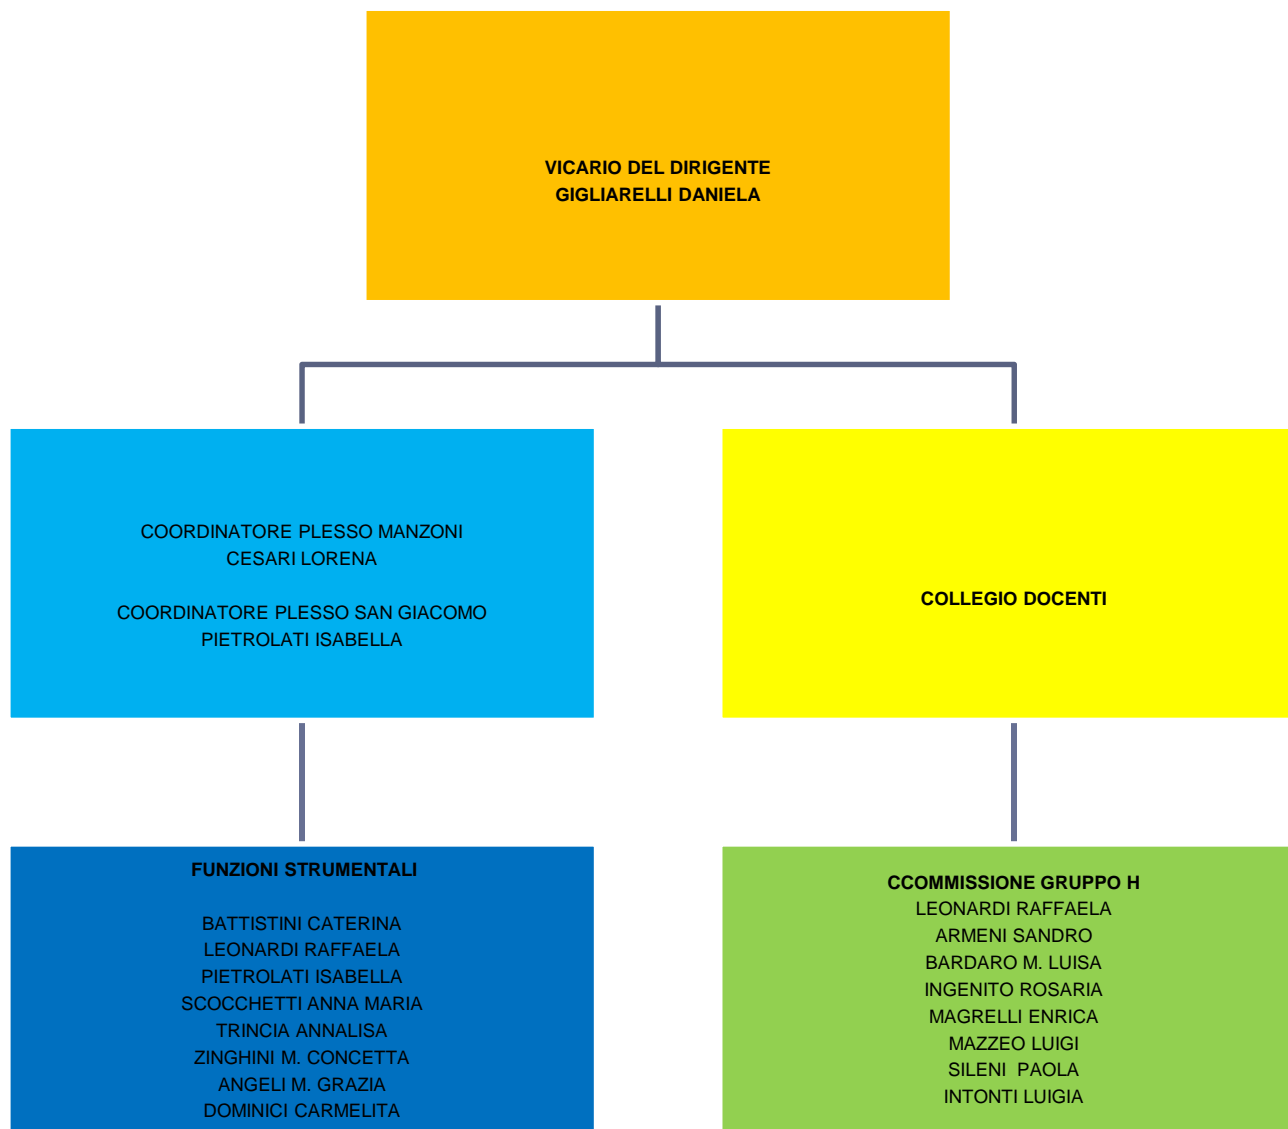 VICARIO DEL DIRIGENTE
GIGLIARELLI DANIELA
COORDINATORE PLESSO MANZONI
CESARI LORENA
COORDINATORE PLESSO SAN GIACOMO
PIETROLATI ISABELLA
COLLEGIO DOCENTI
FUNZIONI STRUMENTALI
BATTISTINI CATERINA
LEONARDI RAFFAELA
PIETROLATI ISABELLA
SCOCCHETTI ANNA MARIA
TRINCIA ANNALISA
ZINGHINI M. CONCETTA
ANGELI M. GRAZIA
DOMINICI CARMELITA
CCOMMISSIONE GRUPPO H
LEONARDI RAFFAELA
ARMENI SANDRO
BARDARO M. LUISA
INGENITO ROSARIA
MAGRELLI ENRICA
MAZZEO LUIGI
SILENI  PAOLA
INTONTI LUIGIA